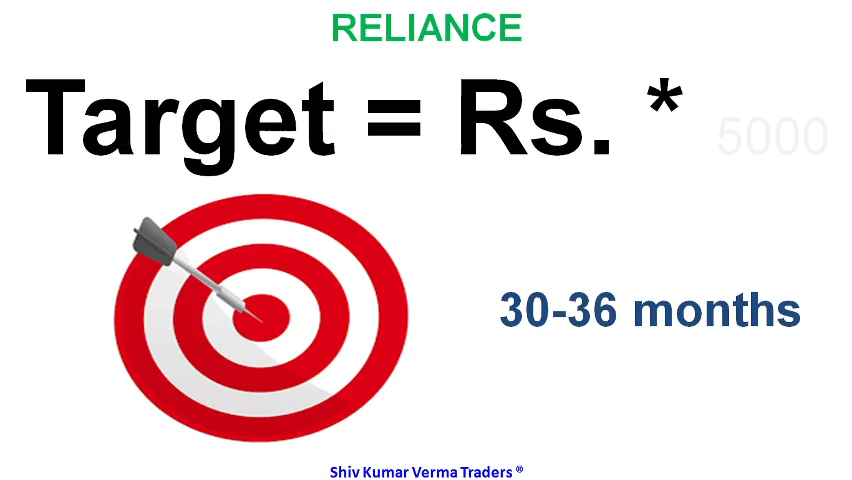 RELIANCE
Target = Rs. * 5000
30-36 months
Shiv Kumar Verma Traders ®